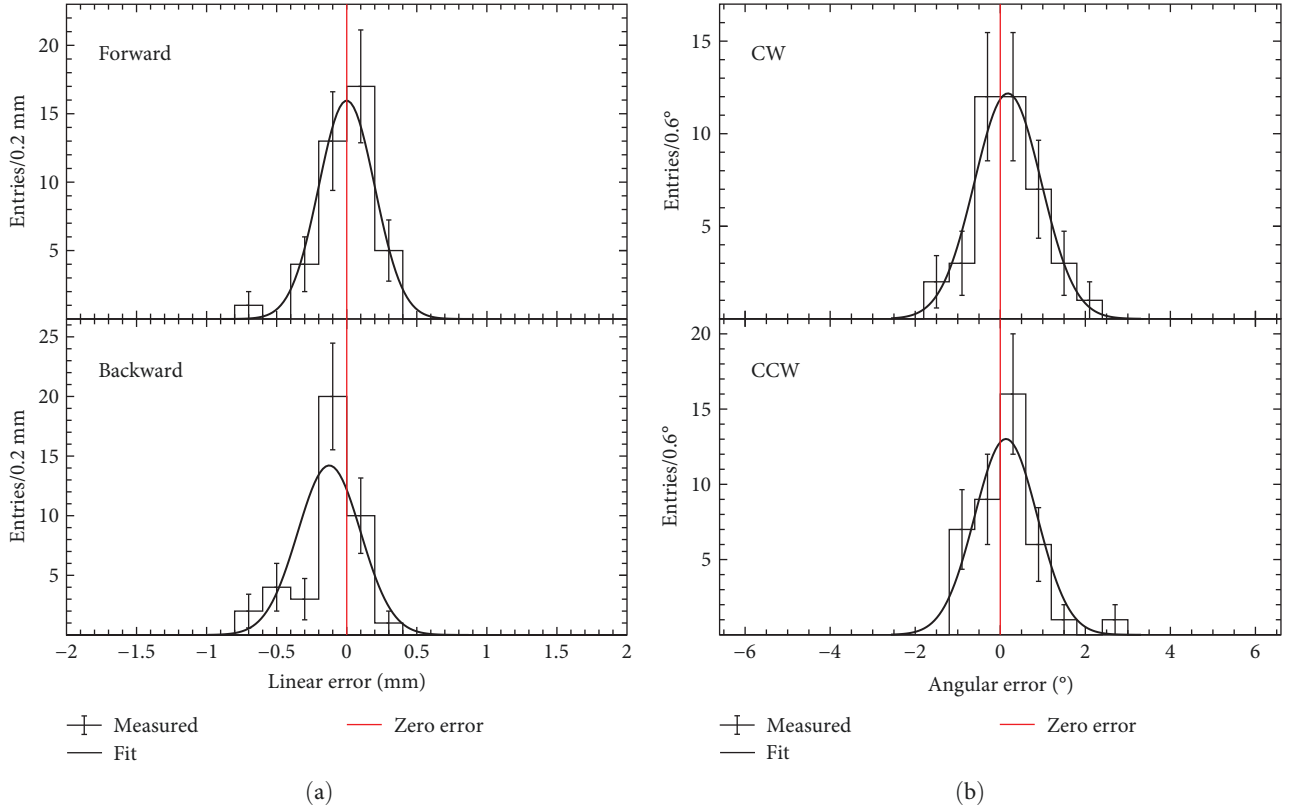 Forward
Entries/0.2 mm
20
15
10
5
Backward
Entries/0.2 mm
25
20
15
10
5
−2 −1.5 −1 −0.5 0 0.5 1 1.5 2
Linear error (mm)
Measured
Fit
Zero error
(a)
CW
Entries/0.6°
15
10
5
CCW
Entries/0.6°
20
15
10
5
−6 −4 −2 0 2 4 6
Angular error (°)
Measured
Fit
Zero error
(b)